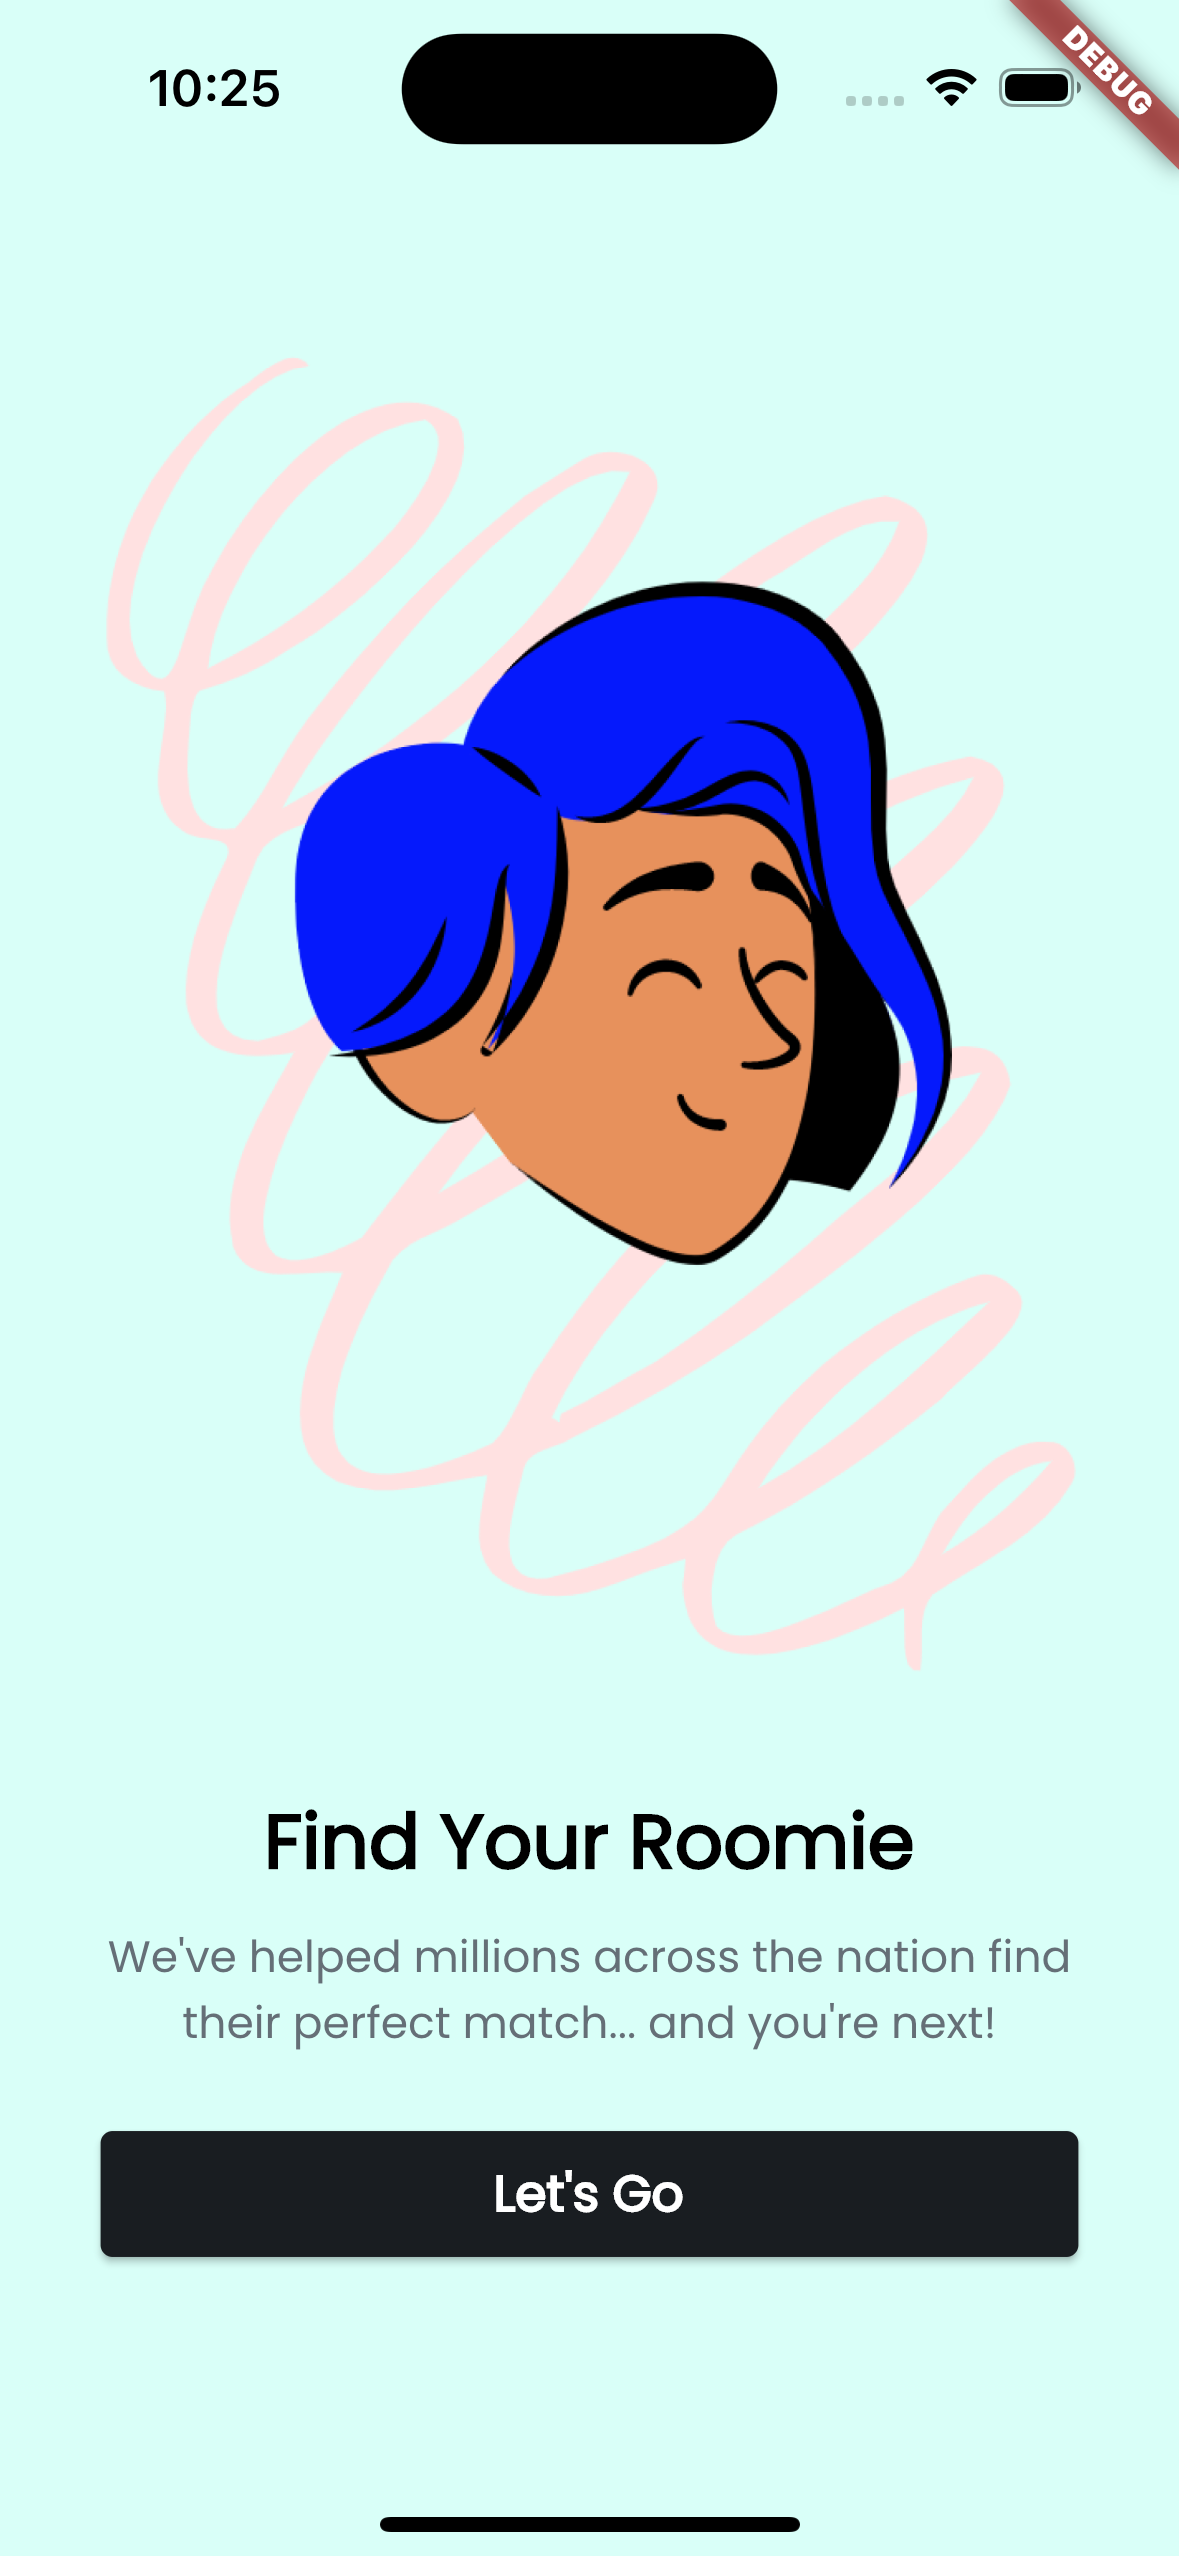 10:25
DEBUG
Find Your Roomie
We've helped millions across the nation find
their perfect match... and you're next!
Let's Go